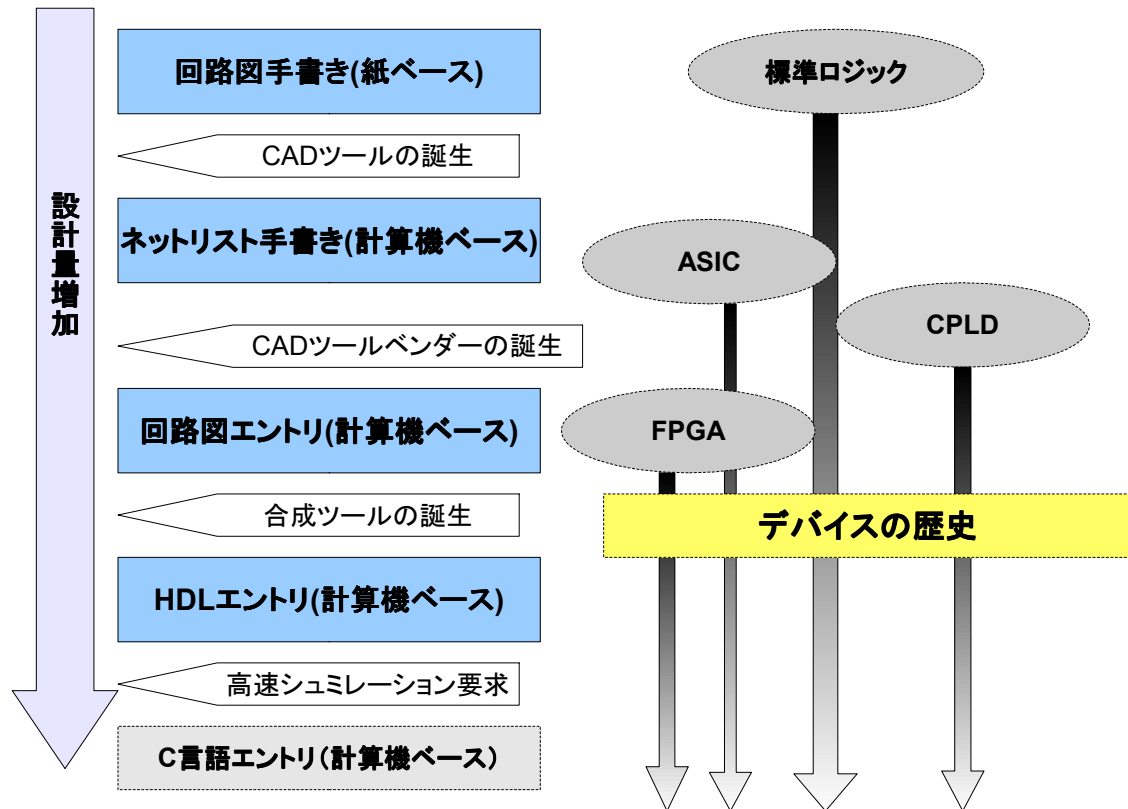 回路図手書き(紙ベース)
標準ロジック
CADツールの誕生
設計量増加
ネットリスト手書き(計算機ベース)
ASIC
CPLD
CADツールベンダーの誕生
回路図エントリ(計算機ベース)
FPGA
合成ツールの誕生
デバイスの歴史
HDLエントリ(計算機ベース)
高速シュミレーション要求
C言語エントリ(計算機ベース)